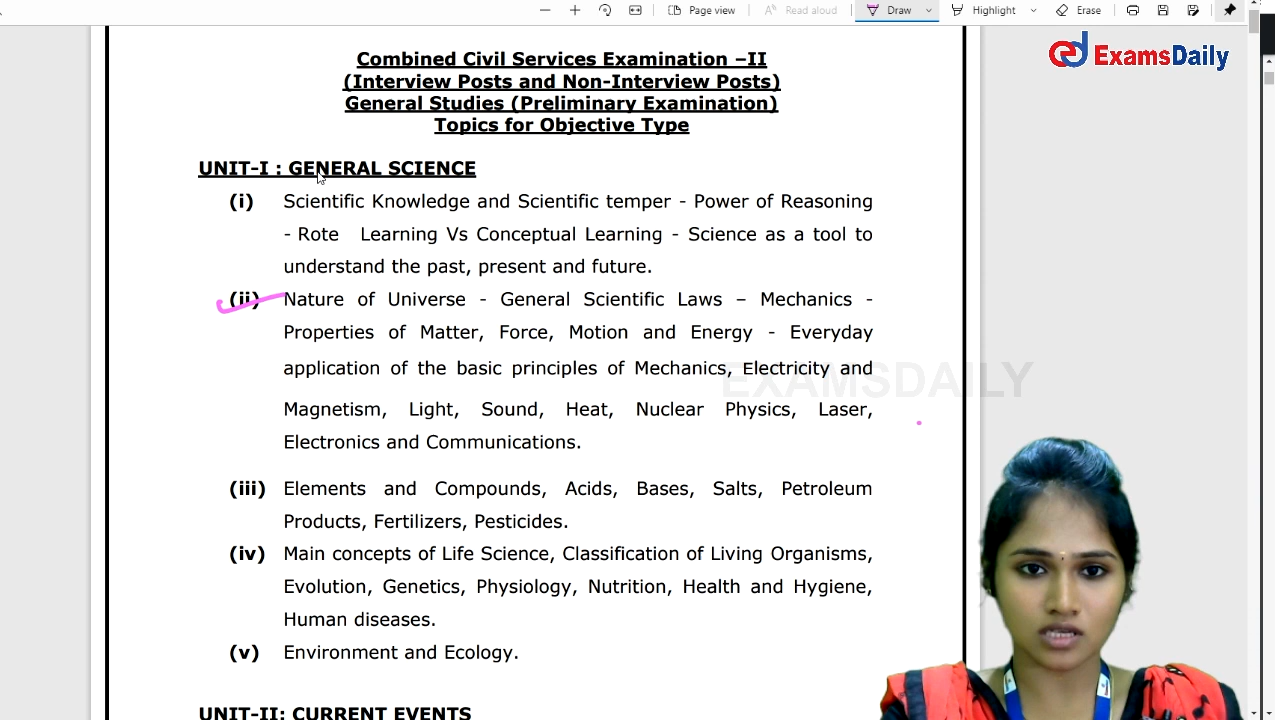 Page view
Read aloud
Draw
Highlight
Erase
ExamsDaily
Combined Civil Services Examination –II
(Interview Posts and Non-Interview Posts)
General Studies (Preliminary Examination)
Topics for Objective Type
UNIT-I : GENERAL SCIENCE
(i) Scientific Knowledge and Scientific temper - Power of Reasoning
- Rote Learning Vs Conceptual Learning - Science as a tool to
understand the past, present and future.
(ii) Nature of Universe - General Scientific Laws – Mechanics -
Properties of Matter, Force, Motion and Energy - Everyday
application of the basic principles of Mechanics, Electricity and
EXAMSDAILY
Magnetism, Light, Sound, Heat, Nuclear Physics, Laser,
Electronics and Communications.
(iii) Elements and Compounds, Acids, Bases, Salts, Petroleum
Products, Fertilizers, Pesticides.
(iv) Main concepts of Life Science, Classification of Living Organisms,
Evolution, Genetics, Physiology, Nutrition, Health and Hygiene,
Human diseases.
(v) Environment and Ecology.
UNIT-II: CURRENT EVENTS